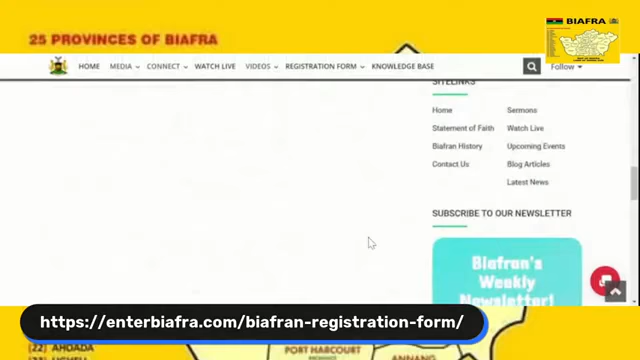 25 PROVINCES OF BIAFRA
BIAFRA
HOME MEDIA CONNECT WATCH LIVE VIDEOS REGISTRATION FORM KNOWLEDGE BASE
Follow
SITELINKS
Home Sermons
Statement of Faith Watch Live
Biafran History Upcoming Events
Contact Us Blog Articles
Latest News
SUBSCRIBE TO OUR NEWSLETTER
Biafran's
Weekly
Newsletter!
https://enterbiafra.com/biafran-registration-form/
[22] AHOADA
PORT HARCOURT
ANNANG